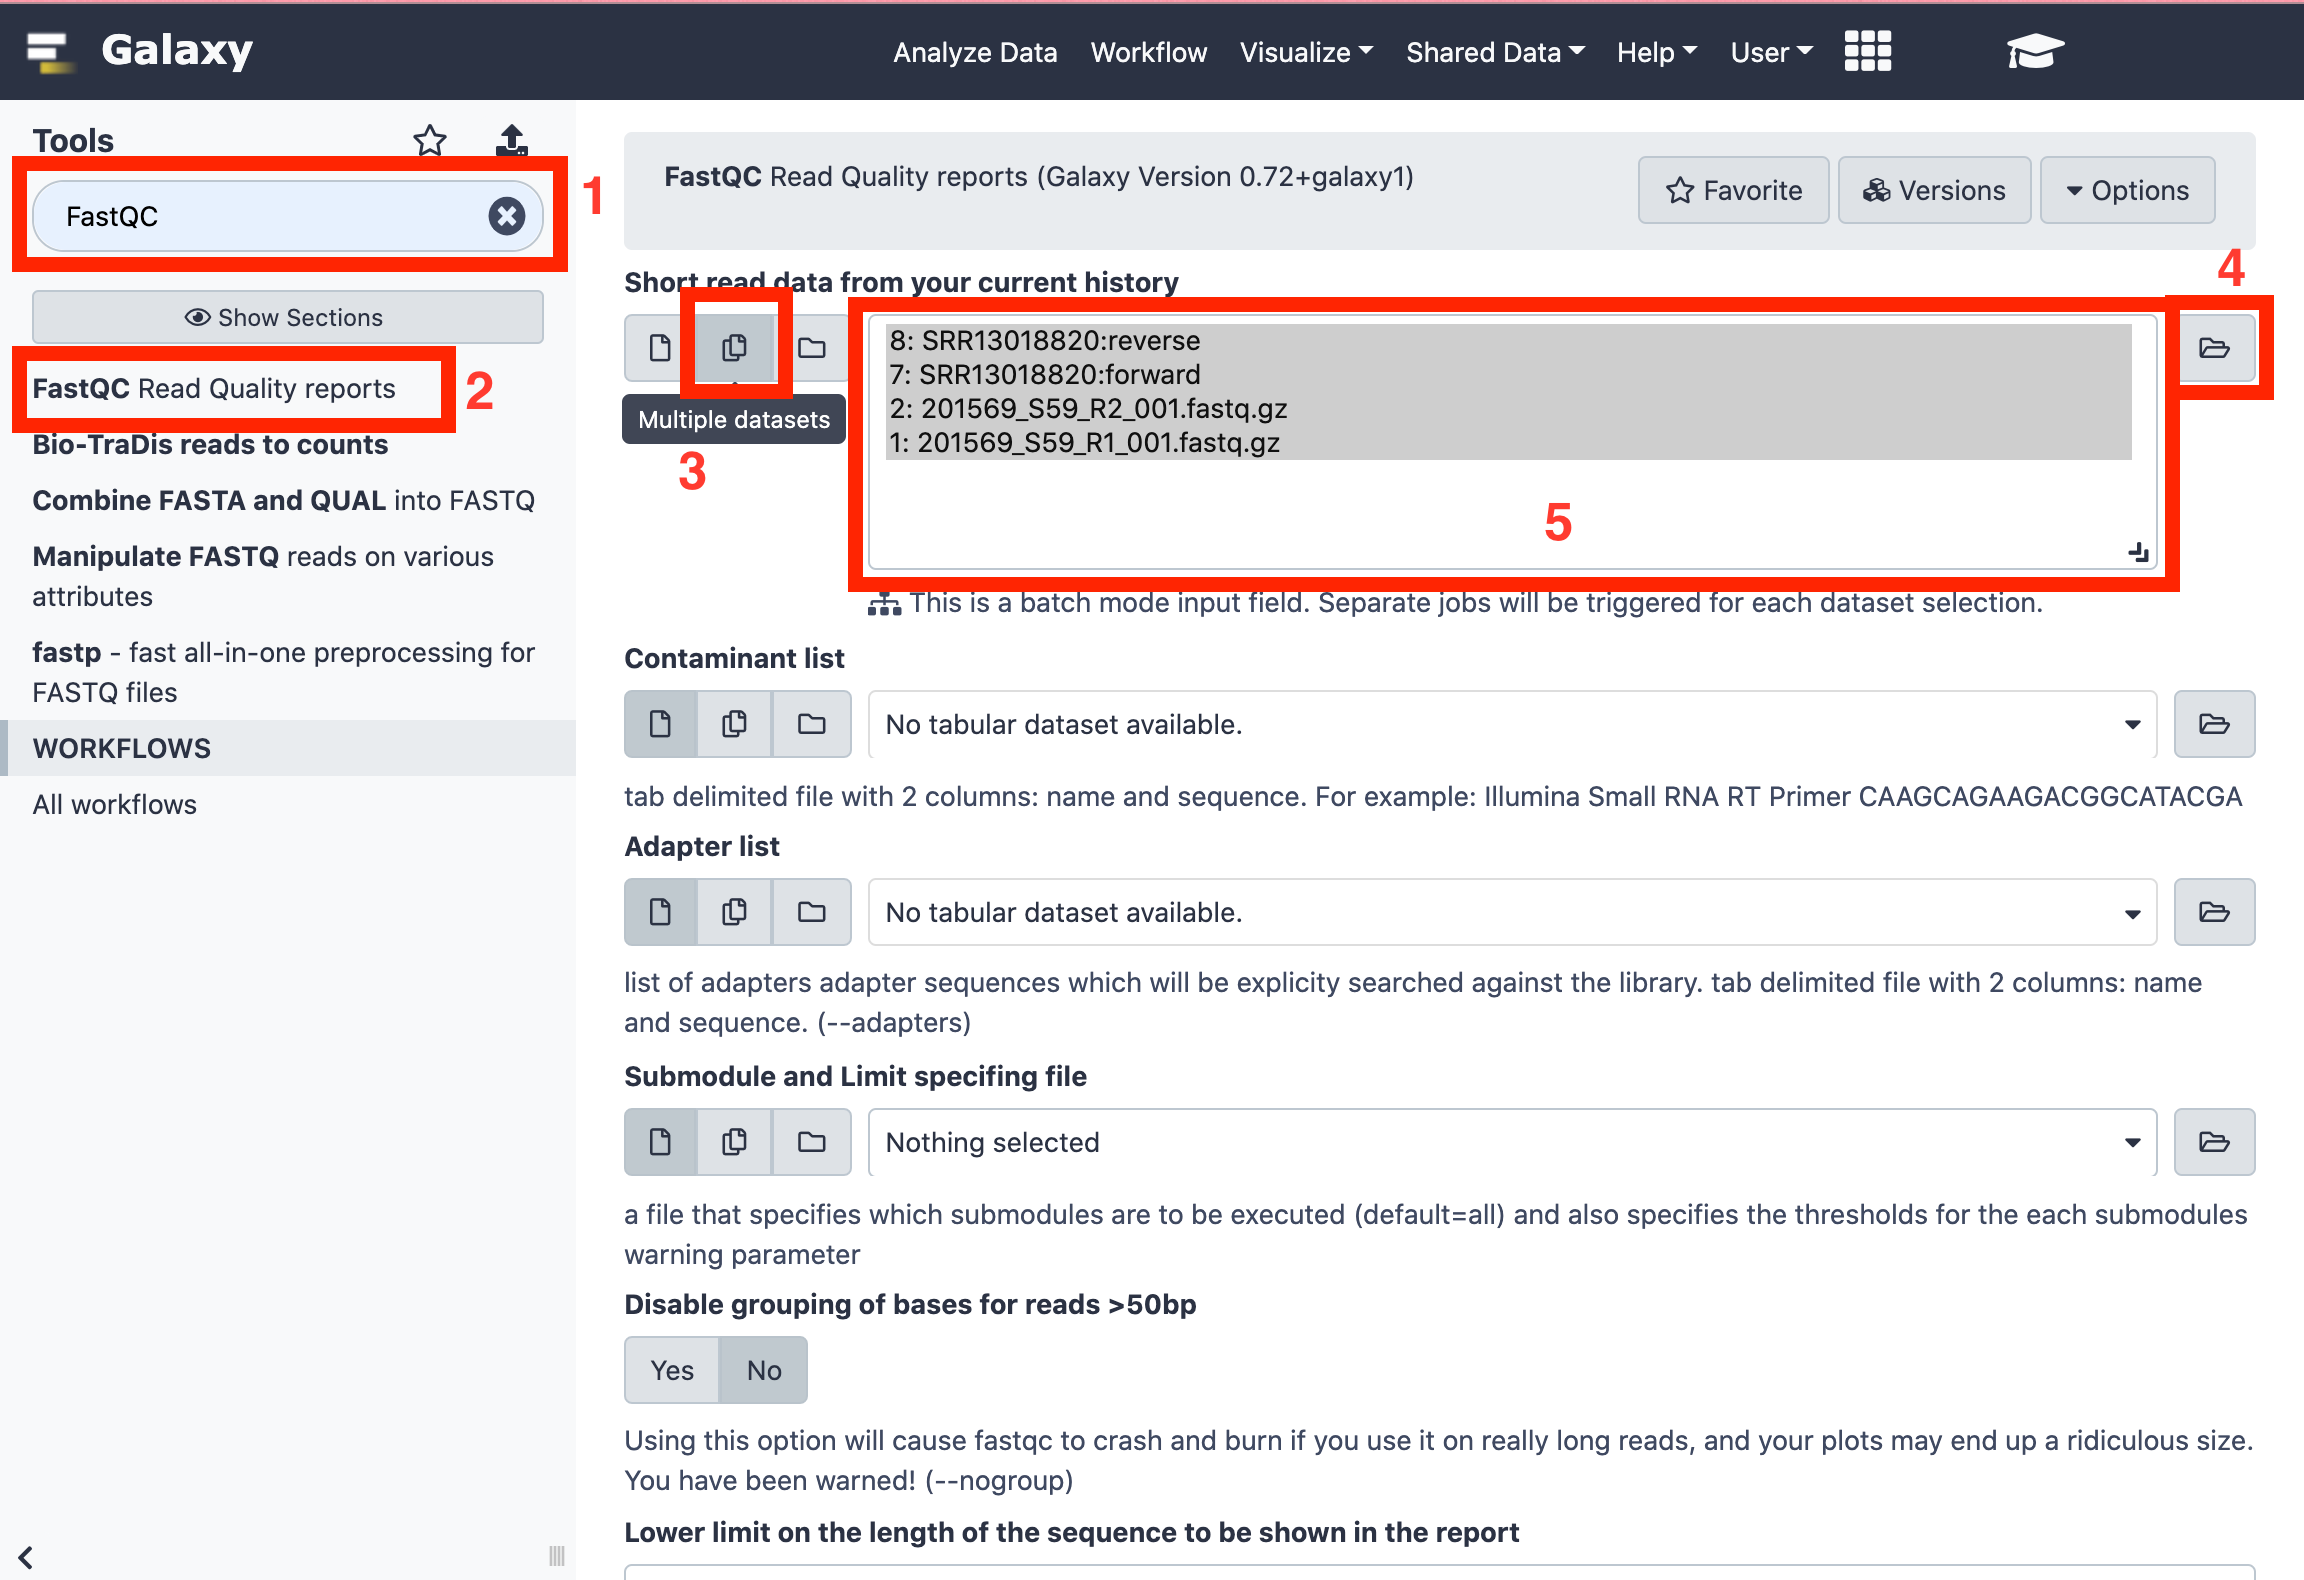 Galaxy
Analyze Data Workflow Visualize Shared Data Help User
Tools
FastQC
1
Show Sections
FastQC Read Quality reports
2
Bio-TraDis reads to counts
Combine FASTA and QUAL into FASTQ
Manipulate FASTQ reads on various
attributes
fastp - fast all-in-one preprocessing for
FASTQ files
WORKFLOWS
All workflows
FastQC Read Quality reports (Galaxy Version 0.72+galaxy1)
Favorite
Versions
Options
4
Short read data from your current history
8: SRR13018820:reverse
7: SRR13018820:forward
2: 201569_S59_R2_001.fastq.gz
1: 201569_S59_R1_001.fastq.gz
Multiple datasets
3
5
This is a batch mode input field. Separate jobs will be triggered for each dataset selection.
Contaminant list
No tabular dataset available.
tab delimited file with 2 columns: name and sequence. For example: Illumina Small RNA RT Primer CAAGCAGAAGACGGCATACGA
Adapter list
No tabular dataset available.
list of adapters adapter sequences which will be explicity searched against the library. tab delimited file with 2 columns: name
and sequence. (--adapters)
Submodule and Limit specifing file
Nothing selected
a file that specifies which submodules are to be executed (default=all) and also specifies the thresholds for the each submodules
warning parameter
Disable grouping of bases for reads >50bp
Yes No
Using this option will cause fastqc to crash and burn if you use it on really long reads, and your plots may end up a ridiculous size.
You have been warned! (--nogroup)
Lower limit on the length of the sequence to be shown in the report